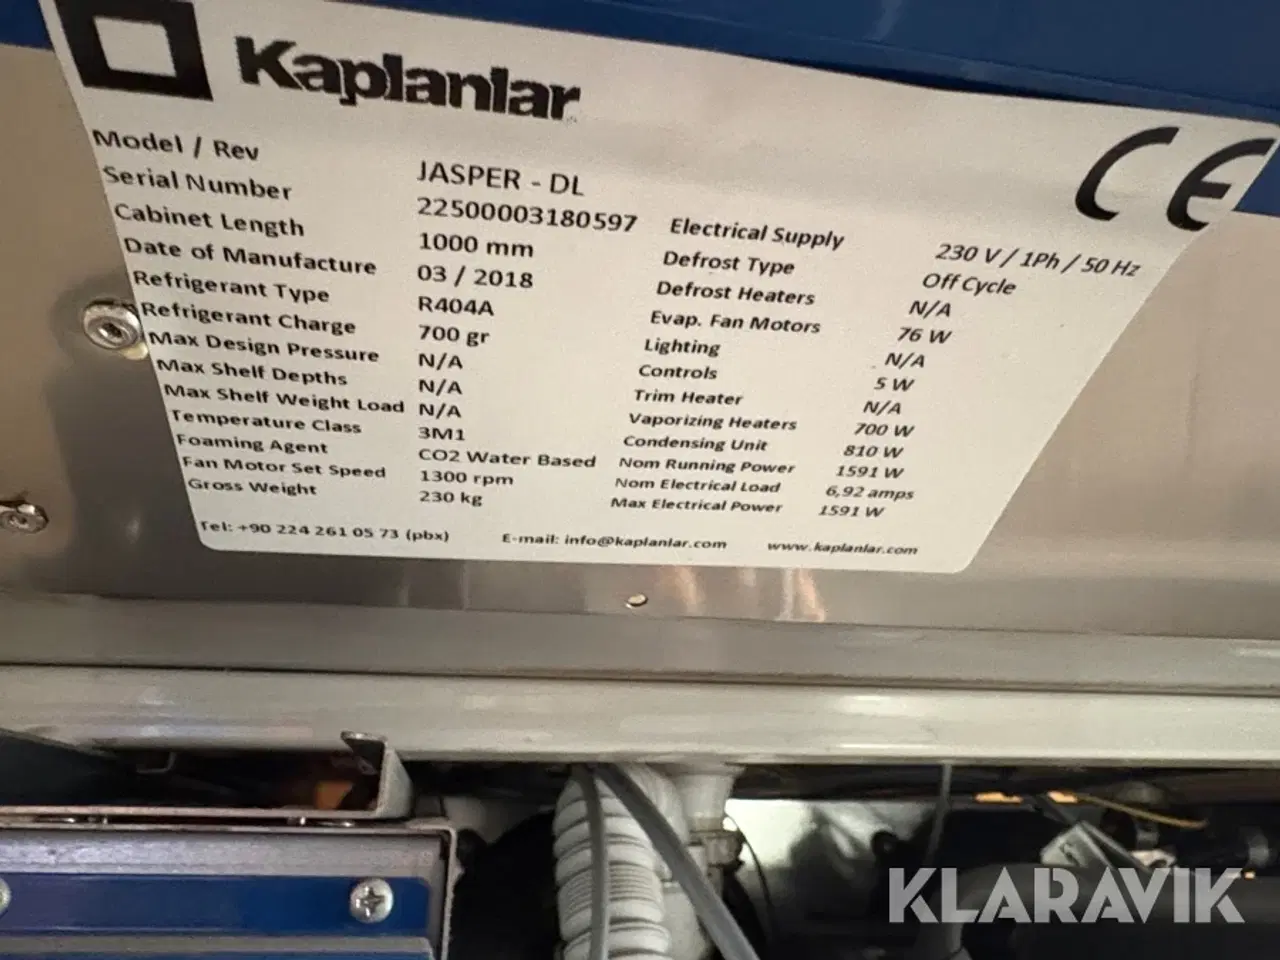 Kaplanlar
CE
Model / Rev JASPER - DL
Serial Number 22500003180597
Cabinet Length 1000 mm
Date of Manufacture 03 / 2018
Refrigerant Type R404A
Refrigerant Charge 700 gr
Max Design Pressure N/A
Max Shelf Depths N/A
Max Shelf Weight Load N/A
Temperature Class 3M1
Foaming Agent CO2 Water Based
Fan Motor Set Speed 1300 rpm
Gross Weight 230 kg
Electrical Supply 230 V / 1Ph / 50 Hz
Defrost Type Off Cycle
Defrost Heaters N/A
Evap. Fan Motors 76 W
Lighting N/A
Controls 5 W
Trim Heater N/A
Vaporizing Heaters 700 W
Condensing Unit 810 W
Nom Running Power 1591 W
Nom Electrical Load 6,92 amps
Max Electrical Power 1591 W
Tel: +90 224 261 05 73 (pbx) E-mail: info@kaplanlar.com www.kaplanlar.com
KLARAVIK